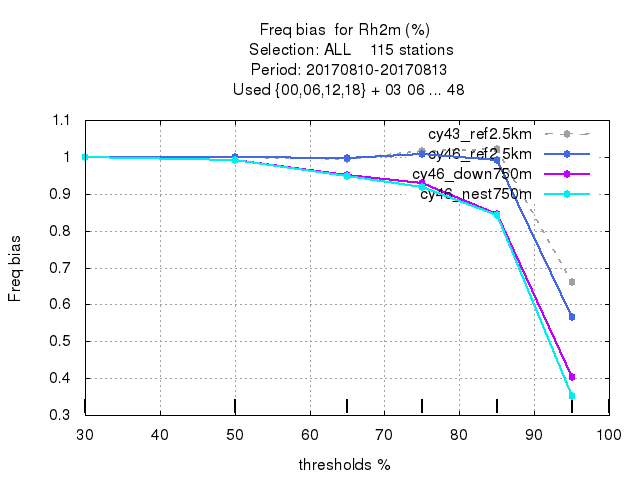 Freq bias  for Rh2m (%)
Selection: ALL    115 stations
Period: 20170810-20170813
Used {00,06,12,18} + 03 06 ... 48
cy43_ref2.5km
cy46_ref2.5km
cy46_down750m
cy46_nest750m
1.1
1
0.9
0.8
0.7
0.6
0.5
0.4
0.3
Freq bias
30 40 50 60 70 80 90 100
thresholds %